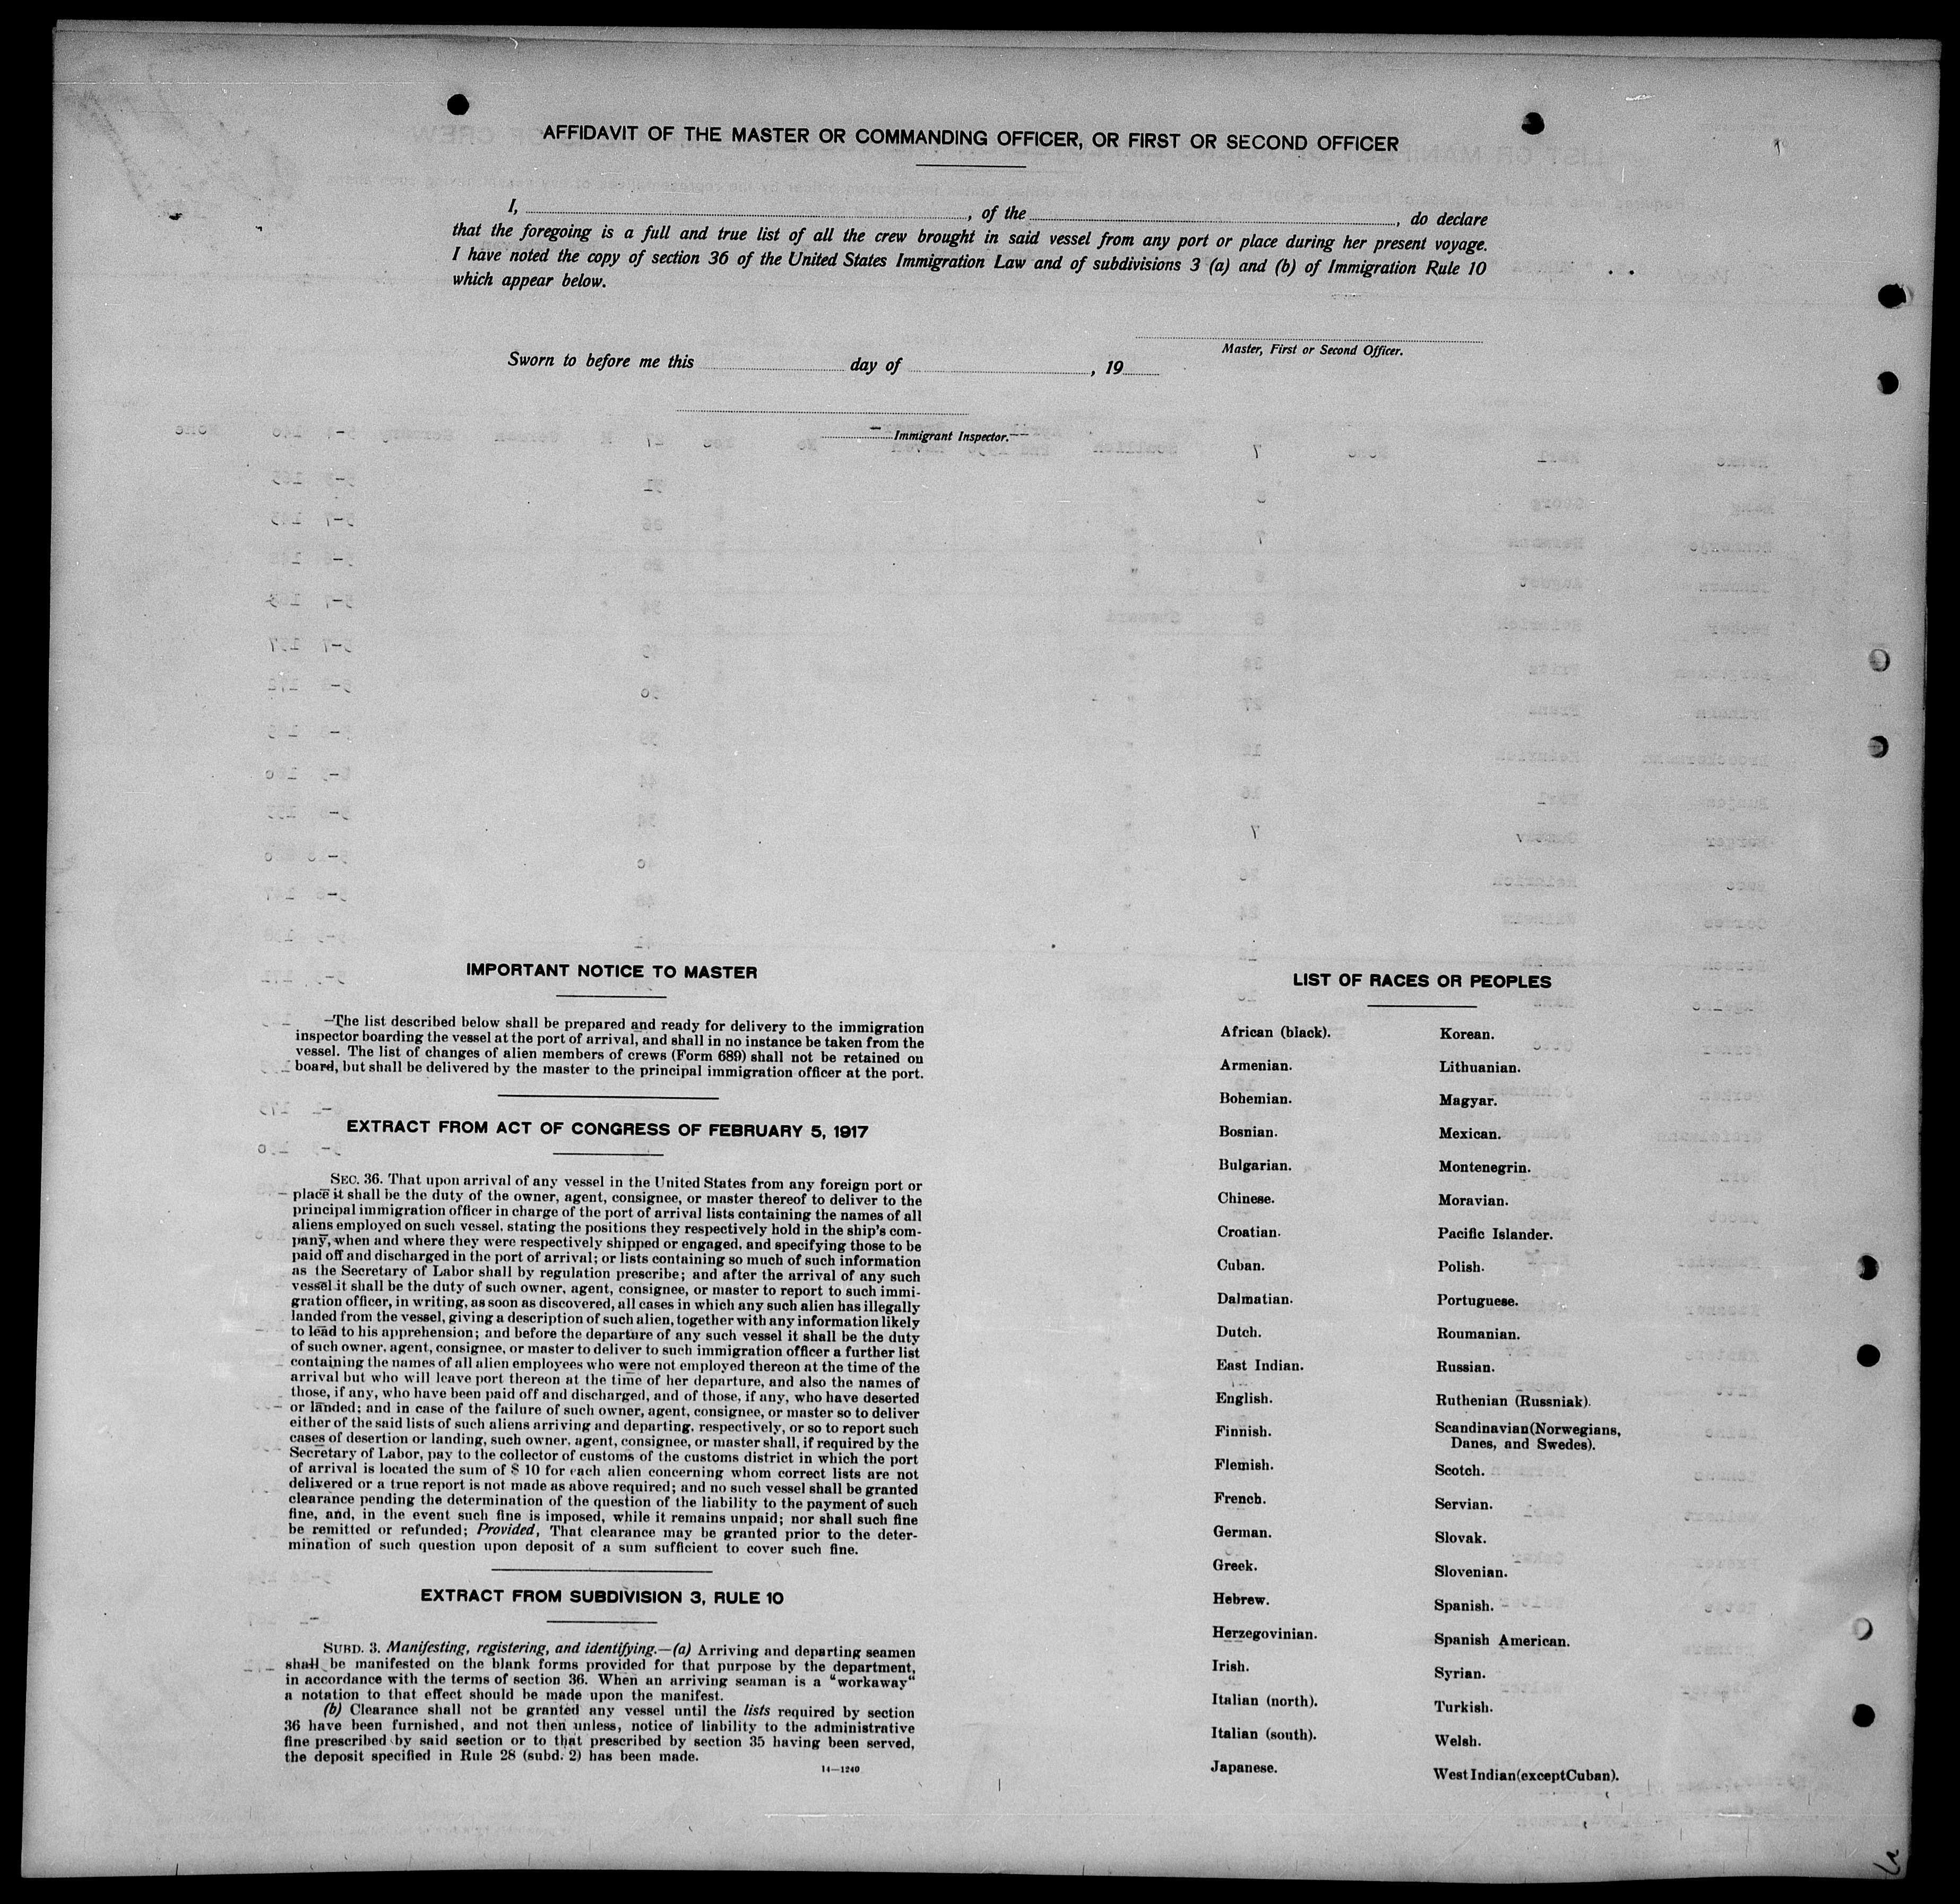 AFFIDAVIT OF THE MASTER OR COMMANDING OFFICER, OR FIRST OR SECOND OFFICER
I, , of the , do declare
that the foregoing is a full and true list of all the crew brought in said vessel from any port or place during her present voyage.
I have noted the copy of section 36 of the United States Immigration Law and of subdivisions 3 (a) and (b) of Immigration Rule 10
which appear below.
Master, First or Second Officer.
Sworn to before me this day of , 19
Immigrant Inspector.
IMPORTANT NOTICE TO MASTER
The list described below shall be prepared and ready for delivery to the immigration
inspector boarding the vessel at the port of arrival, and shall in no instance be taken from the
vessel. The list of changes of alien members of crews (Form 689) shall not be retained on
board, but shall be delivered by the master to the principal immigration officer at the port.
EXTRACT FROM ACT OF CONGRESS OF FEBRUARY 5, 1917
SEC. 36. That upon arrival of any vessel in the United States from any foreign port or
place it shall be the duty of the owner, agent, consignee, or master thereof to deliver to the
principal immigration officer in charge of the port of arrival lists containing the names of all
aliens employed on such vessel, stating the positions they respectively hold in the ship's com-
pany, when and where they were respectively shipped or engaged, and specifying those to be
paid off and discharged in the port of arrival; or lists containing so much of such information
as the Secretary of Labor shall by regulation prescribe; and after the arrival of any such
vessel it shall be the duty of such owner, agent, consignee, or master to report to such immi-
gration officer, in writing, as soon as discovered, all cases in which any such alien has illegally
landed from the vessel, giving a description of such alien, together with any information likely
to lead to his apprehension; and before the departure of any such vessel it shall be the duty
of such owner, agent, consignee, or master to deliver to such immigration officer a further list
containing the names of all alien employees who were not employed thereon at the time of the
arrival but who will leave port thereon at the time of her departure, and also the names of
those, if any, who have been paid off and discharged, and of those, if any, who have deserted
or landed; and in case of the failure of such owner, agent, consignee, or master so to deliver
either of the said lists of such aliens arriving and departing, respectively, or so to report such
cases of desertion or landing, such owner, agent, consignee, or master shall, if required by the
Secretary of Labor, pay to the collector of customs of the customs district in which the port
of arrival is located the sum of $ 10 for each alien concerning whom correct lists are not
delivered or a true report is not made as above required; and no such vessel shall be granted
clearance pending the determination of the question of the liability to the payment of such
fine, and, in the event such fine is imposed, while it remains unpaid; nor shall such fine
be remitted or refunded; Provided, That clearance may be granted prior to the deter-
mination of such question upon deposit of a sum sufficient to cover such fine.
EXTRACT FROM SUBDIVISION 3, RULE 10
SUBD. 3. Manifesting, registering, and identifying.—(a) Arriving and departing seamen
shall be manifested on the blank forms provided for that purpose by the department,
in accordance with the terms of section 36. When an arriving seaman is a "workaway"
a notation to that effect should be made upon the manifest.
(b) Clearance shall not be granted any vessel until the lists required by section
36 have been furnished, and not then unless, notice of liability to the administrative
fine prescribed by said section or to that prescribed by section 35 having been served,
the deposit specified in Rule 28 (subd. 2) has been made.
14—1240
LIST OF RACES OR PEOPLES
African (black).
Armenian.
Bohemian.
Bosnian.
Bulgarian.
Chinese.
Croatian.
Cuban.
Dalmatian.
Dutch.
East Indian.
English.
Finnish.
Flemish.
French.
German.
Greek.
Hebrew.
Herzegovinian.
Irish.
Italian (north).
Italian (south).
Japanese.
Korean.
Lithuanian.
Magyar.
Mexican.
Montenegrin.
Moravian.
Pacific Islander.
Polish.
Portuguese.
Roumanian.
Russian.
Ruthenian (Russniak).
Scandinavian (Norwegians,
Danes, and Swedes).
Scotch.
Servian.
Slovak.
Slovenian.
Spanish.
Spanish American.
Syrian.
Turkish.
Welsh.
West Indian (except Cuban).